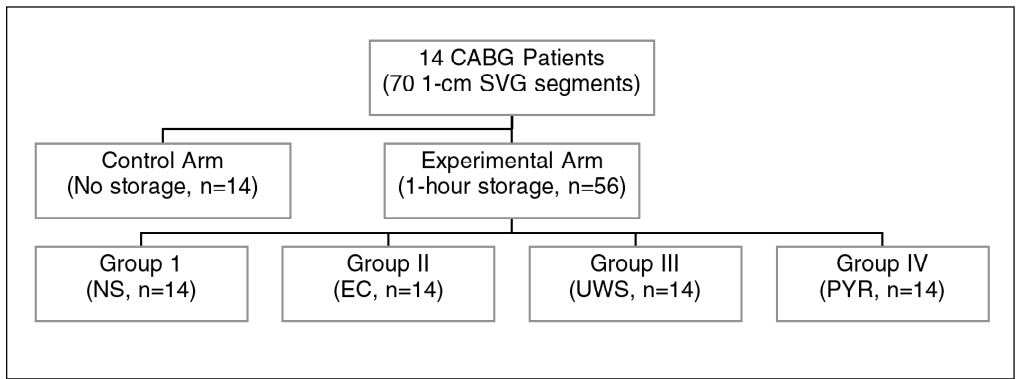 14 CABG Patients
(70 1-cm SVG segments)
Control Arm
(No storage, n=14)
Experimental Arm
(1-hour storage, n=56)
Group 1
(NS, n=14)
Group II
(EC, n=14)
Group III
(UWS, n=14)
Group IV
(PYR, n=14)